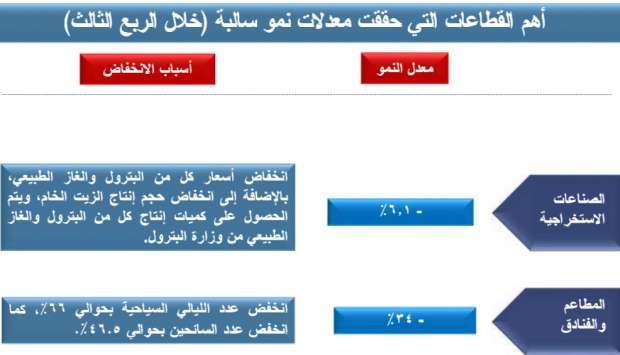 أهم القطاعات التي حققت معدلات نمو سالبة (خلال الربع الثالث)
معدل النمو
أسباب الانخفاض
الصناعات
الاستخراجية
- ٦,١٪
انخفاض أسعار كل من البترول والغاز الطبيعي،
بالإضافة إلى انخفاض حجم إنتاج الزيت الخام، ويتم
الحصول على كميات إنتاج كل من البترول والغاز
الطبيعي من وزارة البترول.
المطاعم
والفنادق
- ٣٤٪
انخفض عدد الليالي السياحية بحوالي ٦٦٪، كما
انخفض عدد السائحين بحوالي ٤٦.٥٪.